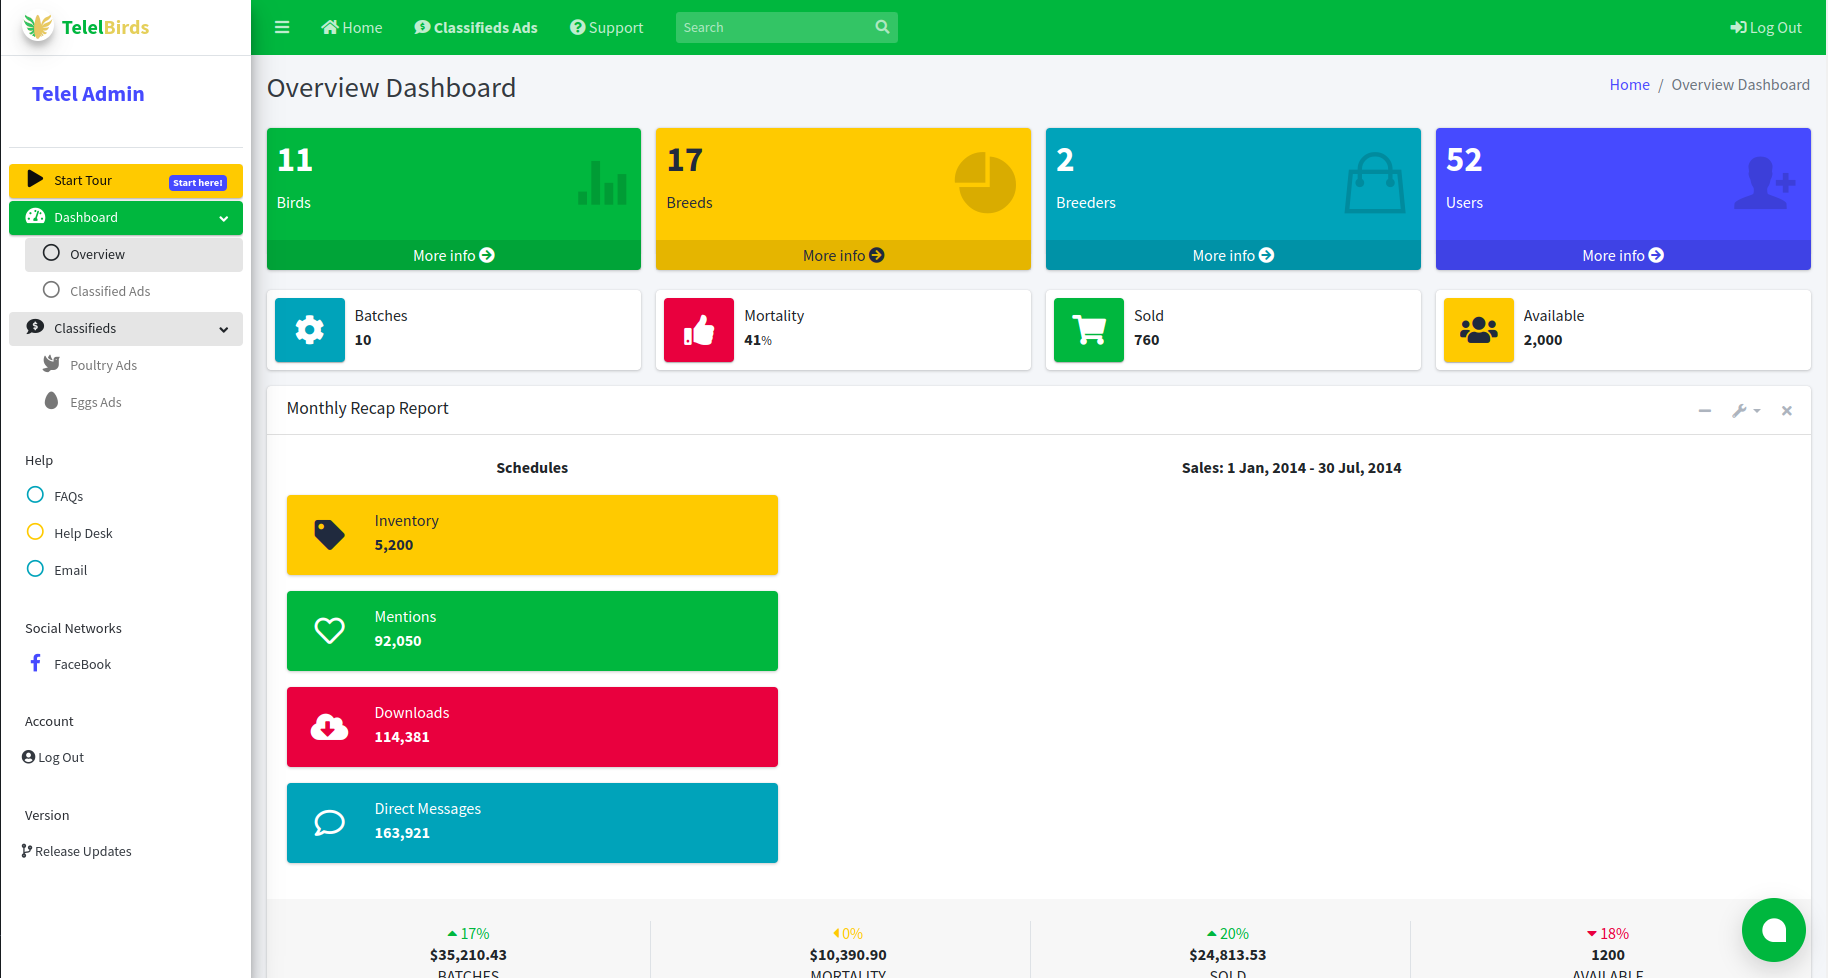 TelelBirds
Home
Classifieds Ads
Support
Search
Log Out
Telel Admin
Start Tour
Start here!
Dashboard
Overview
Classified Ads
Classifieds
Poultry Ads
Eggs Ads
Help
FAQs
Help Desk
Email
Social Networks
FaceBook
Account
Log Out
Version
Release Updates
Overview Dashboard
Home / Overview Dashboard
11
Birds
More info
17
Breeds
More info
2
Breeders
More info
52
Users
More info
Batches
10
Mortality
41%
Sold
760
Available
2,000
Monthly Recap Report
Schedules
Inventory
5,200
Mentions
92,050
Downloads
114,381
Direct Messages
163,921
Sales: 1 Jan, 2014 - 30 Jul, 2014
17%
$35,210.43
BATCHES
0%
$10,390.90
MORTALITY
20%
$24,813.53
SOLD
18%
1200
AVAILABLE